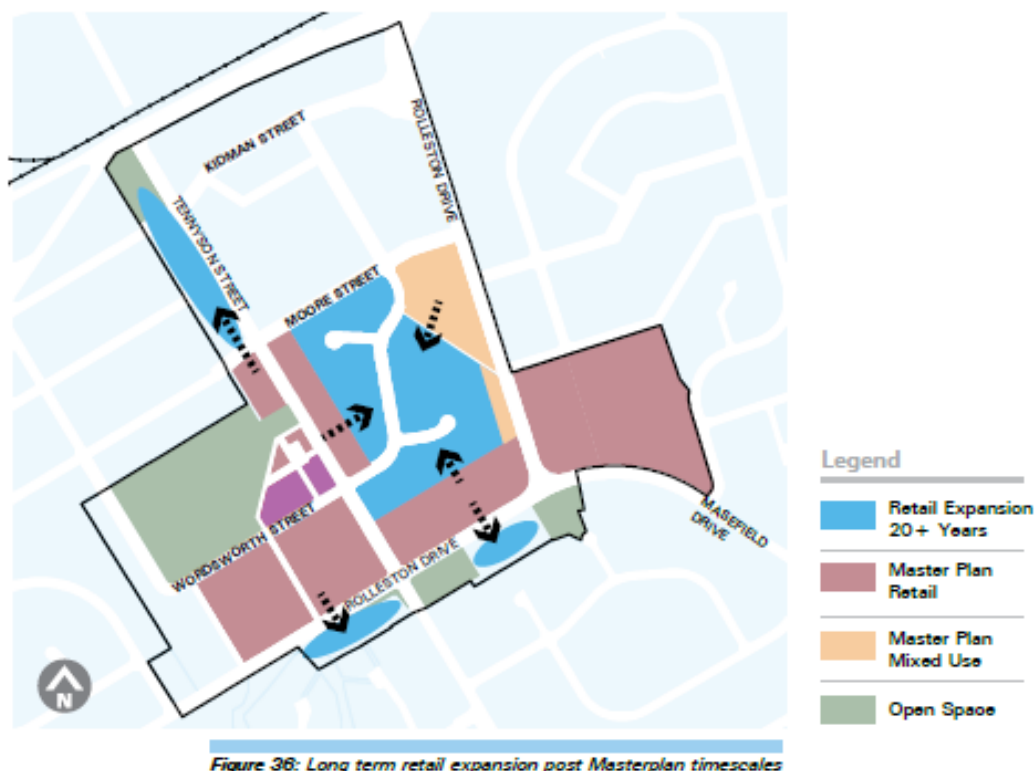 KIDMAN STREET
ROLLESTON DRIVE
TENNYSON STREET
MOORE STREET
WORDSWORTH STREET
ROLLESTON DRIVE
MASEFIELD
DRIVE
N
Legend
Retail Expansion
20+ Years
Master Plan
Retail
Master Plan
Mixed Use
Open Space
Figure 36: Long term retail expansion post Masterplan timescales